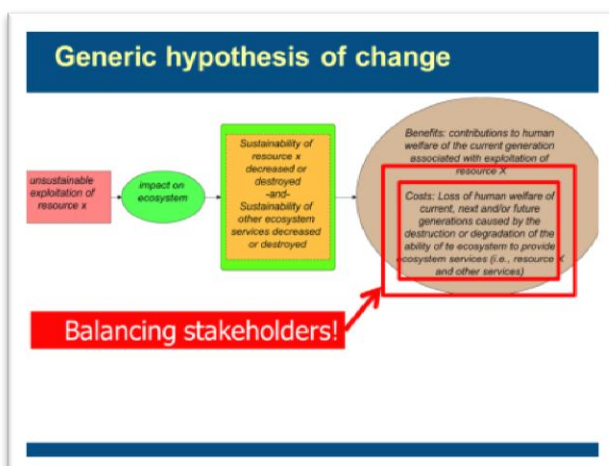 Generic hypothesis of change
unsustainable
exploitation of
resource x
impact on
ecosystem
Sustainability of
resource x
decreased or
destroyed
-and-
Sustainability of
other ecosystem
services decreased
or destroyed
Benefits: contributions to human
welfare of the current generation
associated with exploitation of
resource X
Costs: Loss of human welfare of
current, next and/or future
generations caused by the
destruction or degradation of the
ability of te ecosystem to provide
ecosystem services (i.e., resource X
and other services)
Balancing stakeholders!